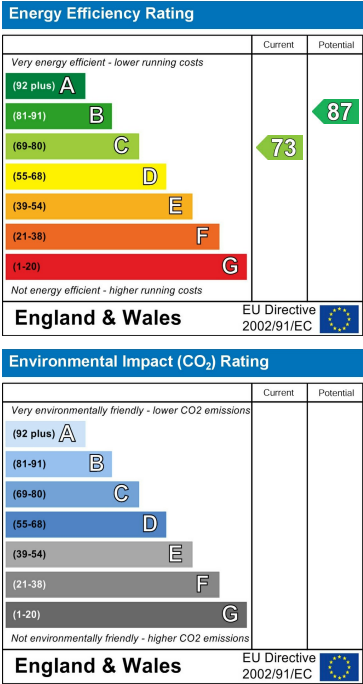 Energy Efficiency Rating
Current Potential
Very energy efficient - lower running costs
(92 plus) A
(81-91) B
(69-80) C
(55-68) D
(39-54) E
(21-38) F
(1-20) G
73
87
Not energy efficient - higher running costs
England & Wales
EU Directive
2002/91/EC
Environmental Impact (CO₂) Rating
Current Potential
Very environmentally friendly - lower CO2 emissions
(92 plus) A
(81-91) B
(69-80) C
(55-68) D
(39-54) E
(21-38) F
(1-20) G
Not environmentally friendly - higher CO2 emissions
England & Wales
EU Directive
2002/91/EC